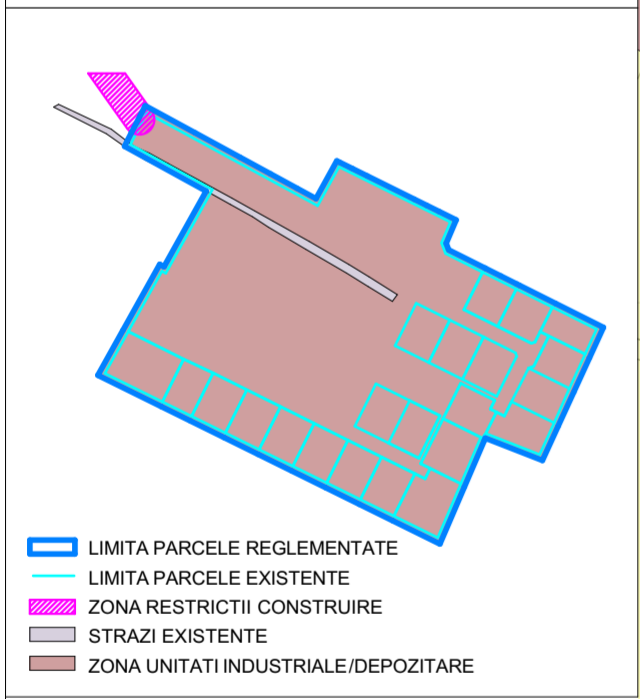 LIMITA PARCELE REGLEMENTATE
LIMITA PARCELE EXISTENTE
ZONA RESTRICTII CONSTRUIRE
STRAZI EXISTENTE
ZONA UNITATI INDUSTRIALE/DEPOZITARE